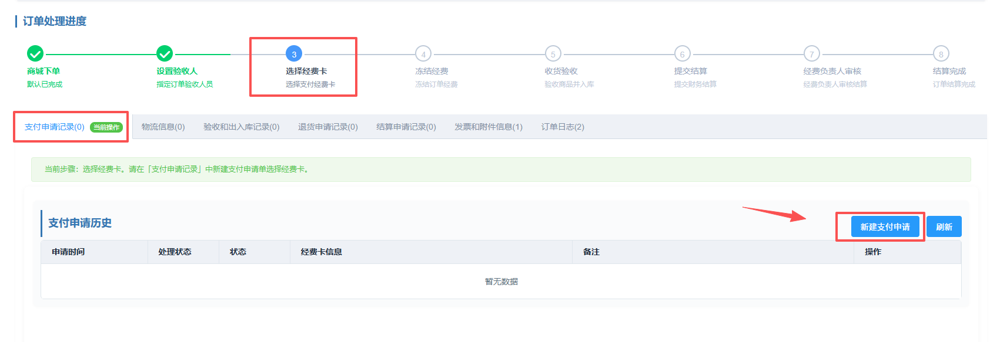 订单处理进度
3 4 5 6 7 8
商城下单 设置验收人 选择经费卡 冻结经费 收货验收 提交结算 经费负责人审核 结算完成
默认已完成 指定订单验收人员 选择支付经费卡 冻结订单经费 验收商品并入库 提交财务结算 经费负责人审核结算 订单结算完成
支付申请记录(0) 当前操作 物流信息(0) 验收和出入库记录(0) 退货申请记录(0) 结算申请记录(0) 发票和附件信息(1) 订单日志(2)
当前步骤：选择经费卡。请在「支付申请记录」中新建支付申请单选择经费卡。
支付申请历史
新建支付申请 刷新
申请时间 处理状态 状态 经费卡信息 备注 操作
暂无数据